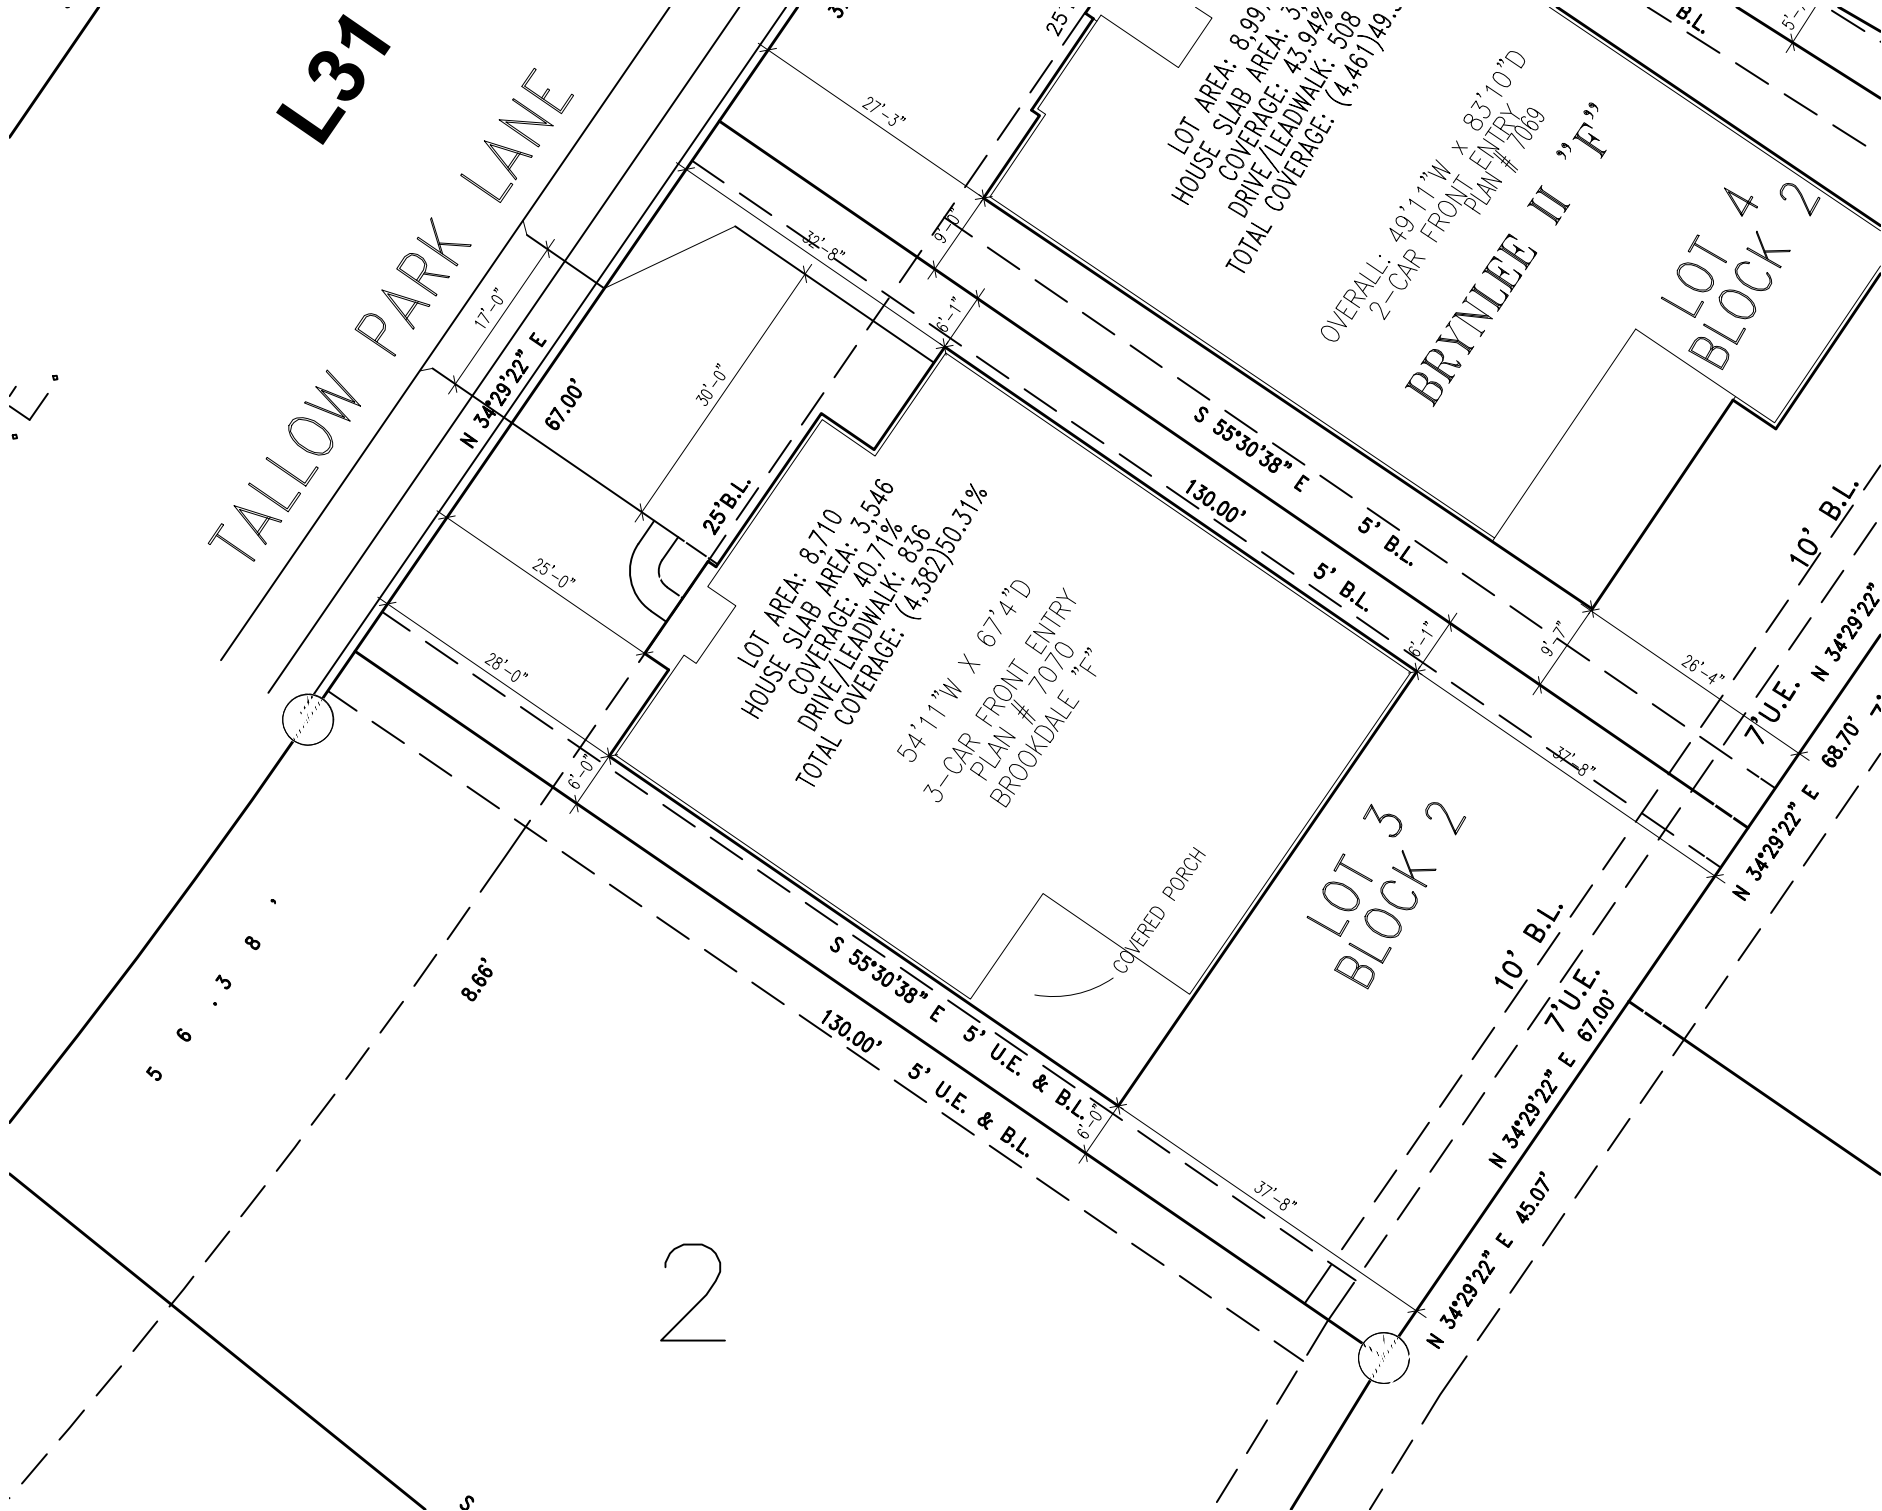 L31
TALLOW PARK LANE
27'-3"
9'-0"
32'-8"
6'-1"
17'-0"
30'-0"
N 34°29'22" E
67.00'
25'B.L.
25'-0"
28'-0"
6'-0"
LOT AREA: 8,710
HOUSE SLAB AREA: 3,546
COVERAGE: 40.71%
DRIVE/LEADWALK: 836
TOTAL COVERAGE: (4,382)50.31%
54'11"W X 67'4"D
3-CAR FRONT ENTRY
PLAN # 7070
BROOKDALE "F"
COVERED PORCH
LOT 3
BLOCK 2
LOT AREA: 8,99
HOUSE SLAB AREA: 3,
COVERAGE: 43.94%
DRIVE/LEADWALK: 508
TOTAL COVERAGE: (4,461)49.
OVERALL: 49'11"W X 83'10"D
2-CAR FRONT ENTRY
PLAN # 7069
BRYNLEE II "F"
LOT 4
BLOCK 2
B.L.
25'
S 55°30'38" E
130.00'
5' B.L.
5' B.L.
6'-1"
9'-7"
26'-4"
37'-8"
10' B.L.
7'U.E.
N 34°29'22"
68.70'
N 34°29'22" E
10' B.L.
7'U.E.
N 34°29'22" E 67.00'
N 34°29'22" E 45.07'
S 55°30'38" E 5' U.E. & B.L.
130.00' 5' U.E. & B.L.
6'-0"
37'-8"
56.38'
8.66'
2
S